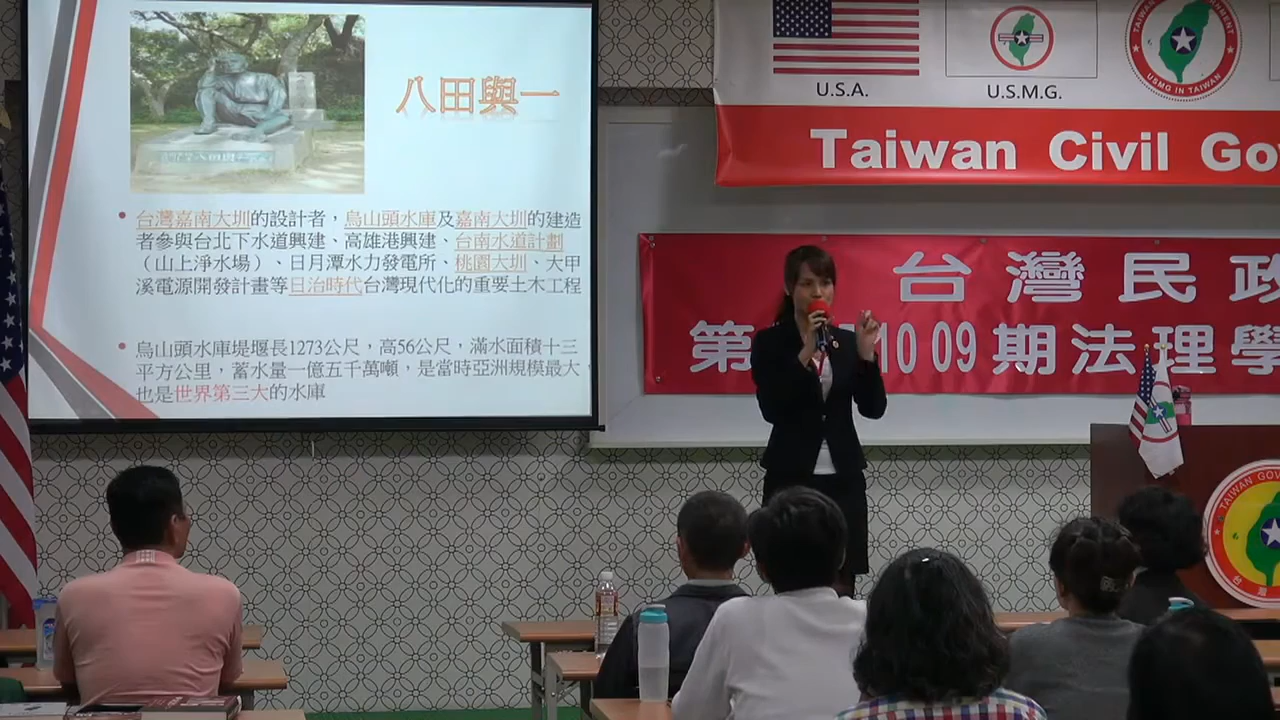 八田與一
台灣嘉南大圳的設計者，烏山頭水庫及嘉南大圳的建造
者參與台北下水道興建、高雄港興建、台南水道計劃
（山上淨水場）、日月潭水力發電所、桃園大圳、大甲
溪電源開發計畫等日治時代台灣現代化的重要土木工程
烏山頭水庫堤堰長1273公尺，高56公尺，滿水面積十三
平方公里，蓄水量一億五千萬噸，是當時亞洲規模最大，
也是世界第三大的水庫
U.S.A.
U.S.M.G.
USMG IN TAIWAN
Taiwan Civil Go
台灣民政
第 10 09 期法理學
TAIWAN GOV